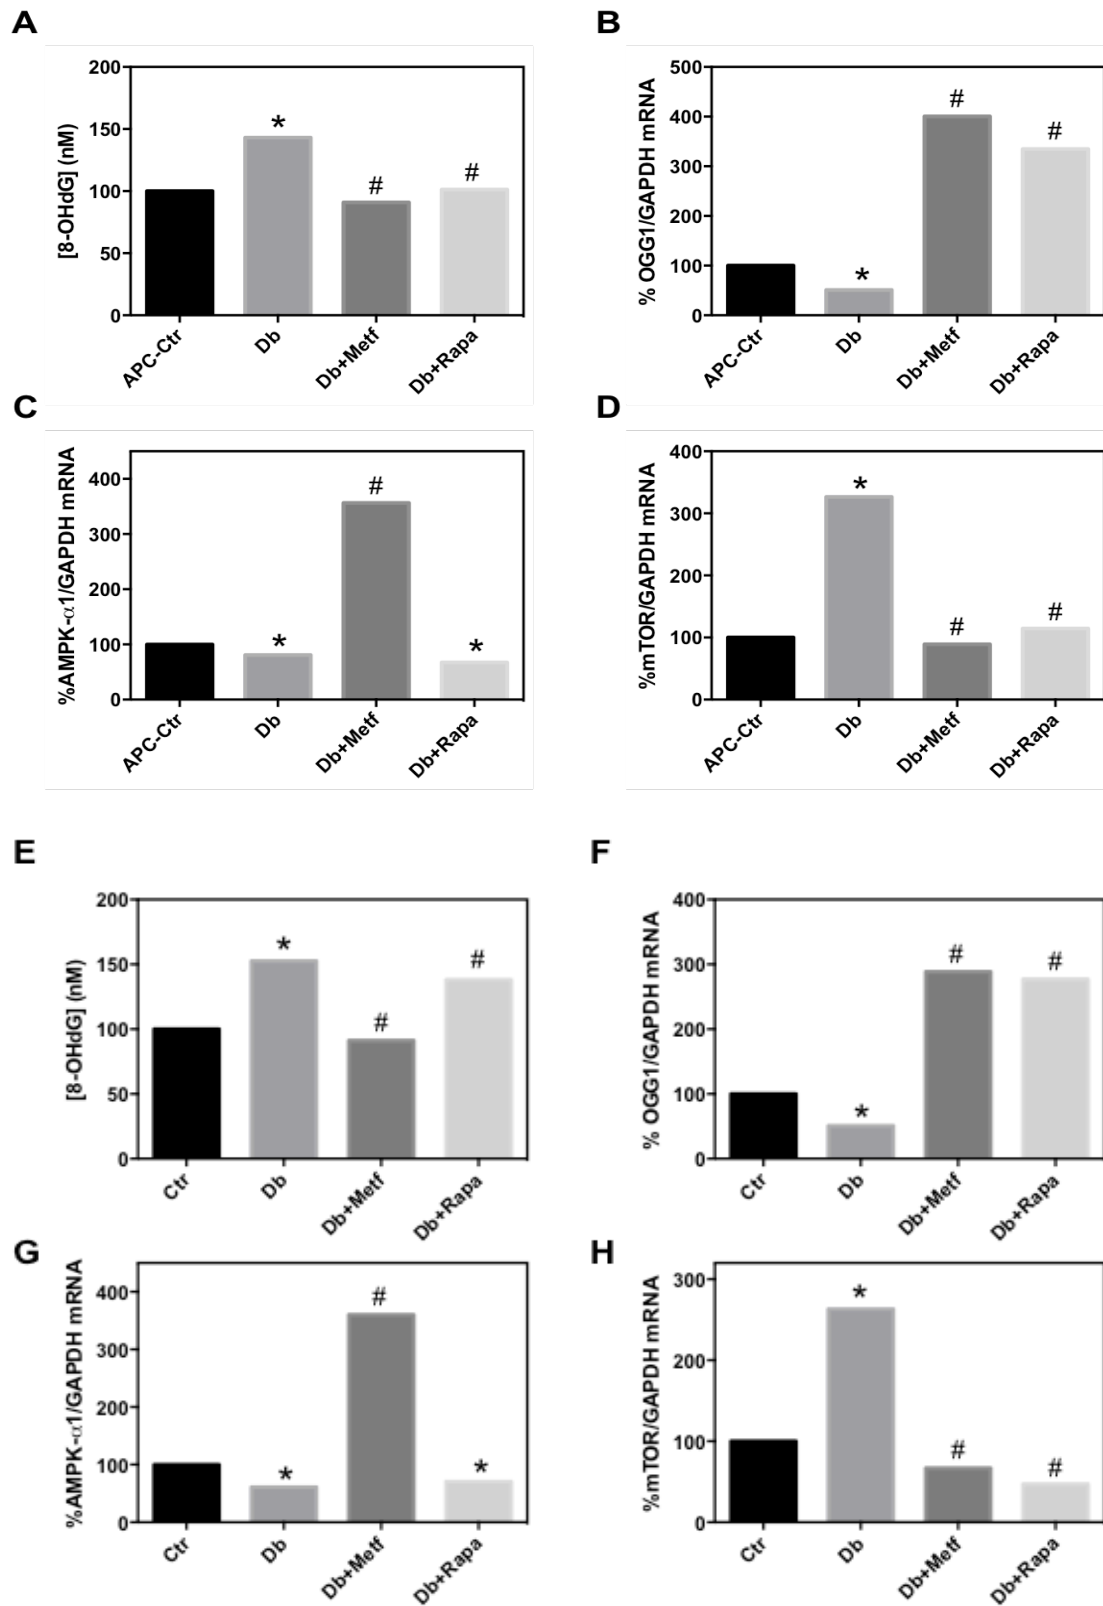 A
[8-OHdG] (nM)
200
150
100
50
0
*
#
#
APC-Ctr
Db
Db+Metf
Db+Rapa
B
% OGG1/GAPDH mRNA
500
400
300
200
100
0
*
#
#
APC-Ctr
Db
Db+Metf
Db+Rapa
C
%AMPK-α1/GAPDH mRNA
400
300
200
100
0
*
#
*
APC-Ctr
Db
Db+Metf
Db+Rapa
D
%mTOR/GAPDH mRNA
400
300
200
100
0
*
#
#
APC-Ctr
Db
Db+Metf
Db+Rapa
E
[8-OHdG] (nM)
200
150
100
50
0
*
#
#
Ctr
Db
Db+Metf
Db+Rapa
F
% OGG1/GAPDH mRNA
400
300
200
100
0
*
#
#
Ctr
Db
Db+Metf
Db+Rapa
G
%AMPK-α1/GAPDH mRNA
400
300
200
100
0
*
#
*
Ctr
Db
Db+Metf
Db+Rapa
H
%mTOR/GAPDH mRNA
300
200
100
0
*
#
#
Ctr
Db
Db+Metf
Db+Rapa